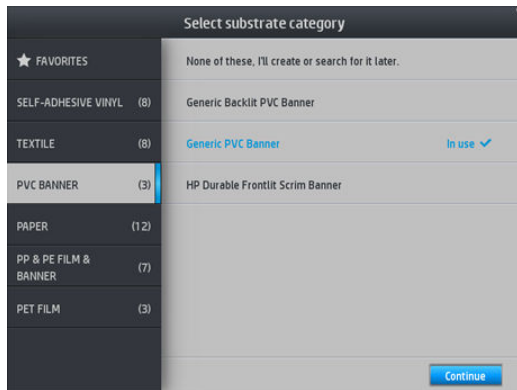 Select substrate category
FAVORITES
SELF-ADHESIVE VINYL (8)
TEXTILE (8)
PVC BANNER (3)
PAPER (12)
PP & PE FILM &
BANNER (7)
PET FILM (3)
None of these, I'll create or search for it later.
Generic Backlit PVC Banner
Generic PVC Banner In use
HP Durable Frontlit Scrim Banner
Continue